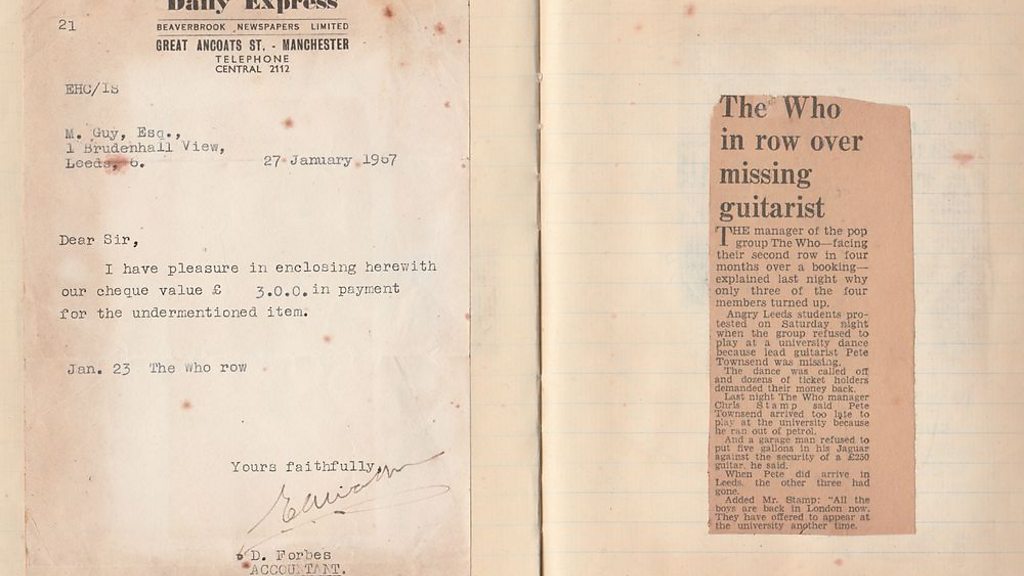 Daily Express
21
BEAVERBROOK NEWSPAPERS LIMITED
GREAT ANCOATS ST. - MANCHESTER
TELEPHONE
CENTRAL 2112
EHC/IS
M. Guy, Esq.,
1 Brudenhall View,
Leeds, 6.
27 January 1967
Dear Sir,
I have pleasure in enclosing herewith
our cheque value £ 3.0.0. in payment
for the undermentioned item.
Jan. 23 The Who row
Yours faithfully,
D. Forbes
ACCOUNTANT.
The Who
in row over
missing
guitarist
THE manager of the pop
group The Who—facing
their second row in four
months over a booking—
explained last night why
only three of the four
members turned up.
Angry Leeds students pro-
tested on Saturday night
when the group refused to
play at a university dance
because lead guitarist Pete
Townsend was missing.
The dance was called off
and dozens of ticket holders
demanded their money back.
Last night The Who manager
Chris Stamp said Pete
Townsend arrived too late to
play at the university because
he ran out of petrol.
And a garage man refused to
put five gallons in his Jaguar
against the security of a £250
guitar, he said.
When Pete did arrive in
Leeds, the other three had
gone.
Added Mr. Stamp: "All the
boys are back in London now.
They have offered to appear at
the university another time.